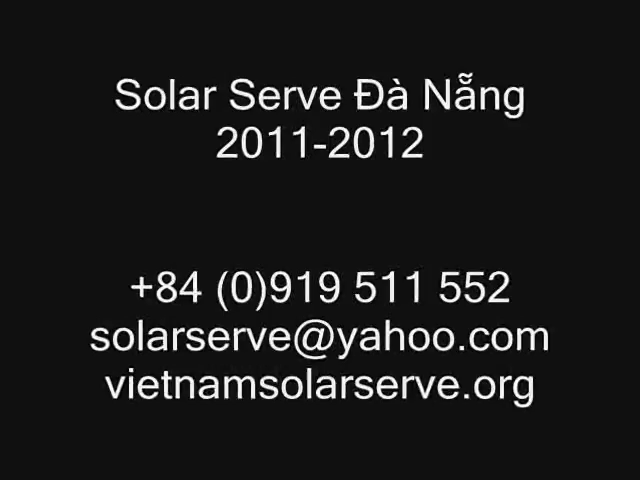 Solar Serve Đà Nẵng
2011-2012
+84 (0)919 511 552
solarserve@yahoo.com
vietnamsolarserve.org